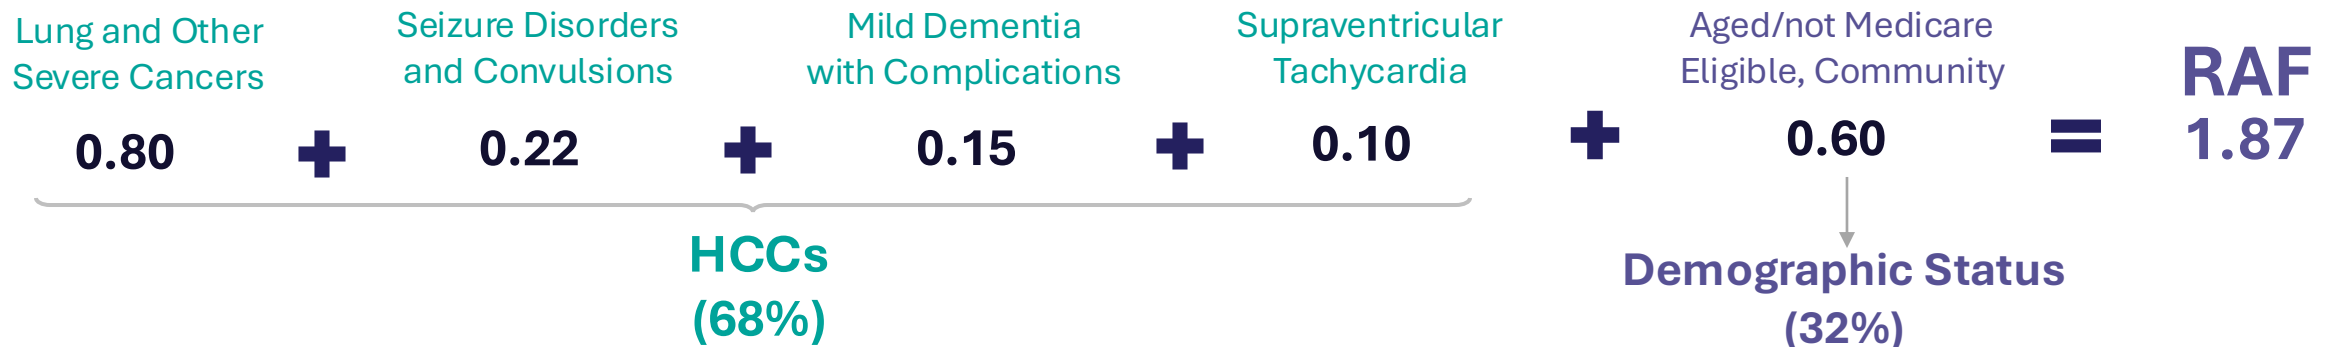 Lung and Other
Severe Cancers
0.80
+
Seizure Disorders
and Convulsions
0.22
+
Mild Dementia
with Complications
0.15
+
Supraventricular
Tachycardia
0.10
+
Aged/not Medicare
Eligible, Community
0.60
=
RAF
1.87
HCCs
(68%)
Demographic Status
(32%)